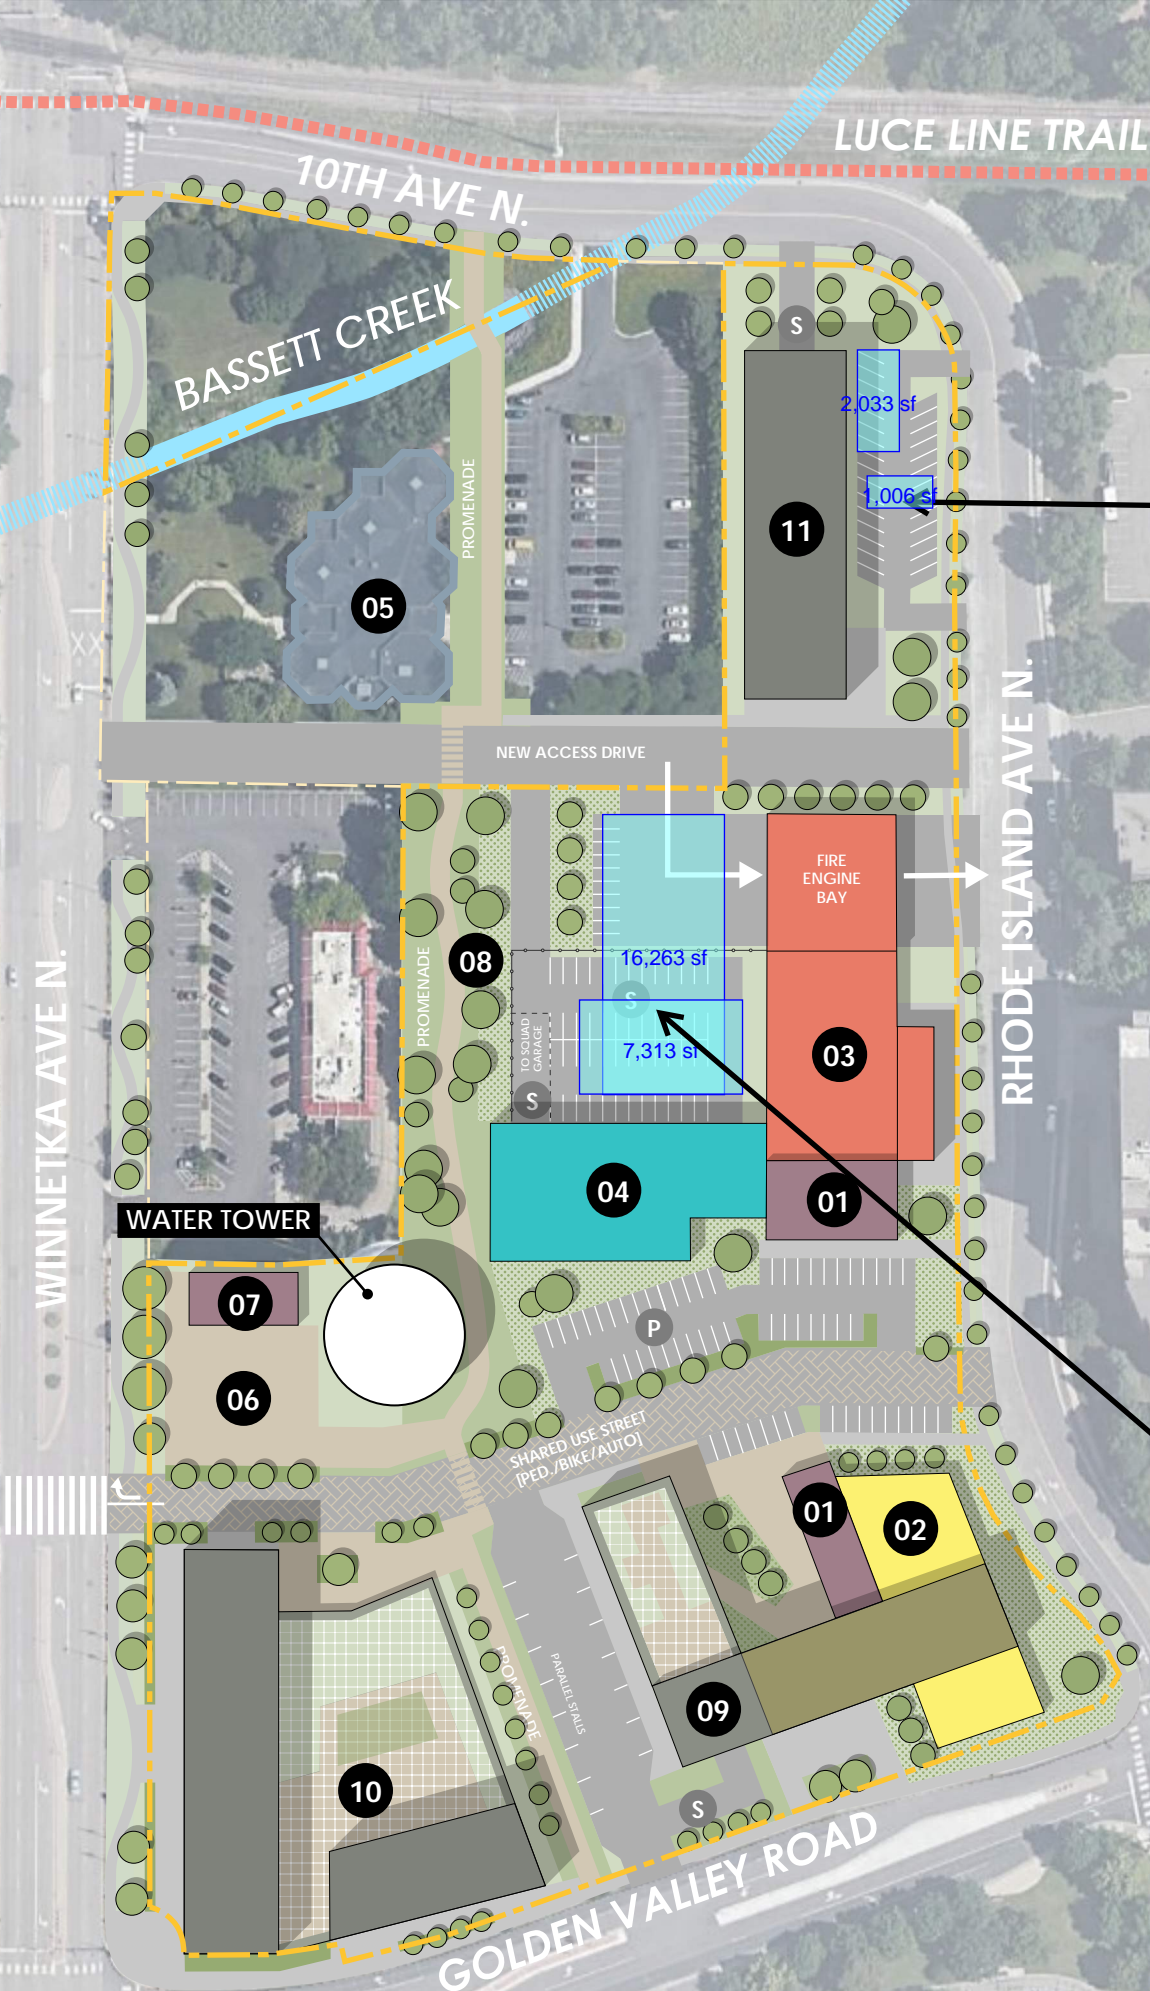 LUCE LINE TRAIL
10TH AVE N.
BASSETT CREEK
S
2,033 sf
1,006 sf
11
PROMENADE
05
NEW ACCESS DRIVE
RHODE ISLAND AVE N.
FIRE
ENGINE
BAY
16,263 sf
08
PROMENADE
S
TO SQUAD
GARAGE
7,313 sf
03
S
WINNETKA AVE N.
04
01
WATER TOWER
07
P
06
SHARED USE STREET
[PED./BIKE/AUTO]
01
02
PROMENADE
PARALLEL STALLS
09
10
S
GOLDEN VALLEY ROAD